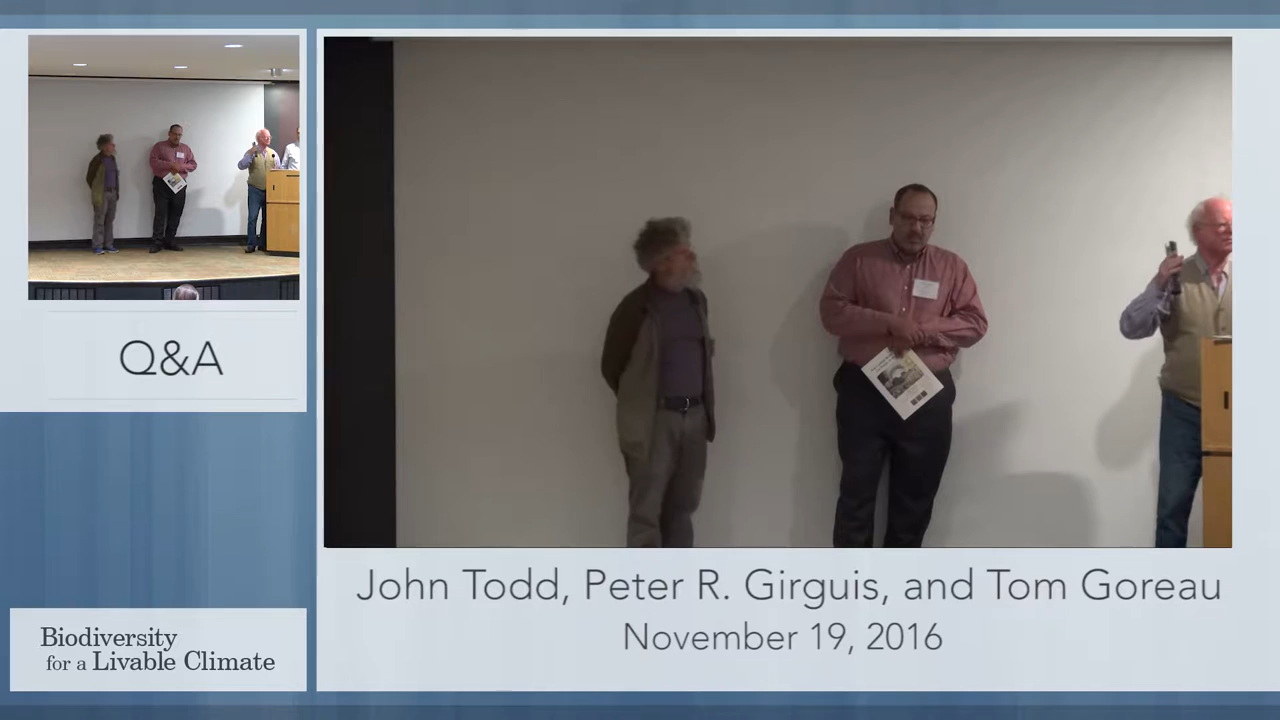 Q&A
John Todd, Peter R. Girguis, and Tom Goreau
November 19, 2016
Biodiversity
for a Livable Climate